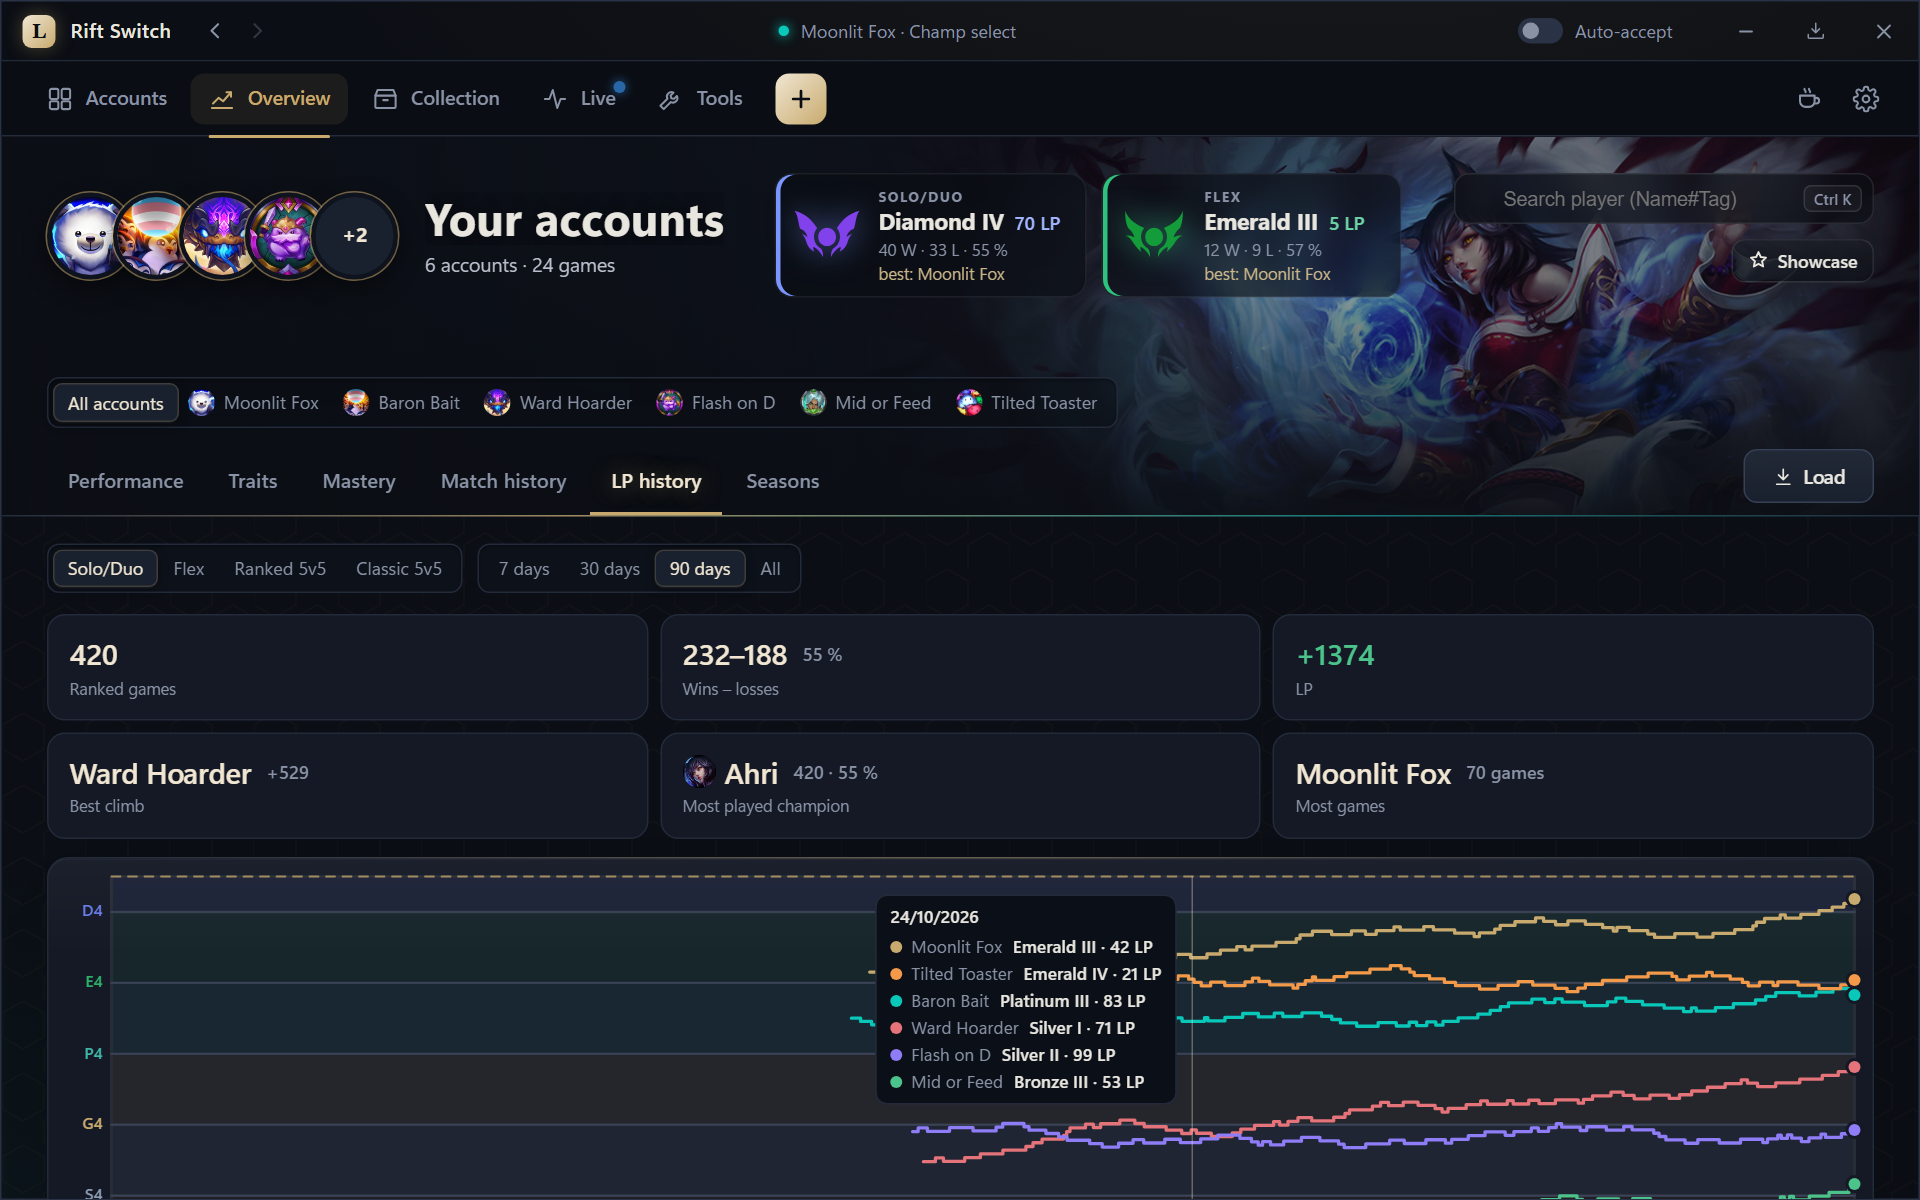 L Rift Switch
Moonlit Fox · Champ select
Auto-accept
Accounts
Overview
Collection
Live
Tools
+2
Your accounts
6 accounts · 24 games
SOLO/DUO
Diamond IV 70 LP
40 W · 33 L · 55 %
best: Moonlit Fox
FLEX
Emerald III 5 LP
12 W · 9 L · 57 %
best: Moonlit Fox
Search player (Name#Tag) Ctrl K
Showcase
All accounts Moonlit Fox Baron Bait Ward Hoarder Flash on D Mid or Feed Tilted Toaster
Performance Traits Mastery Match history LP history Seasons
Load
Solo/Duo Flex Ranked 5v5 Classic 5v5
7 days 30 days 90 days All
420
Ranked games
232–188 55 %
Wins – losses
+1374
LP
Ward Hoarder +529
Best climb
Ahri 420 · 55 %
Most played champion
Moonlit Fox 70 games
Most games
D4
E4
P4
G4
S4
24/10/2026
Moonlit Fox Emerald III · 42 LP
Tilted Toaster Emerald IV · 21 LP
Baron Bait Platinum III · 83 LP
Ward Hoarder Silver I · 71 LP
Flash on D Silver II · 99 LP
Mid or Feed Bronze III · 53 LP